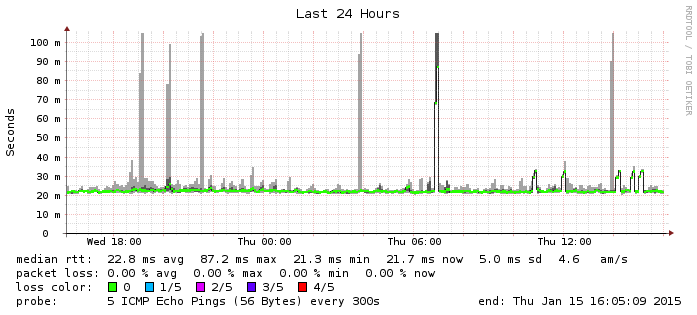 Last 24 Hours
RRDTOOL / TOBI OETIKER
Seconds
100 m
90 m
80 m
70 m
60 m
50 m
40 m
30 m
20 m
10 m
0
Wed 18:00 Thu 00:00 Thu 06:00 Thu 12:00
median rtt: 22.8 ms avg 87.2 ms max 21.3 ms min 21.7 ms now 5.0 ms sd 4.6 am/s
packet loss: 0.00 % avg 0.00 % max 0.00 % min 0.00 % now
loss color: 0 1/5 2/5 3/5 4/5
probe: 5 ICMP Echo Pings (56 Bytes) every 300s end: Thu Jan 15 16:05:09 2015